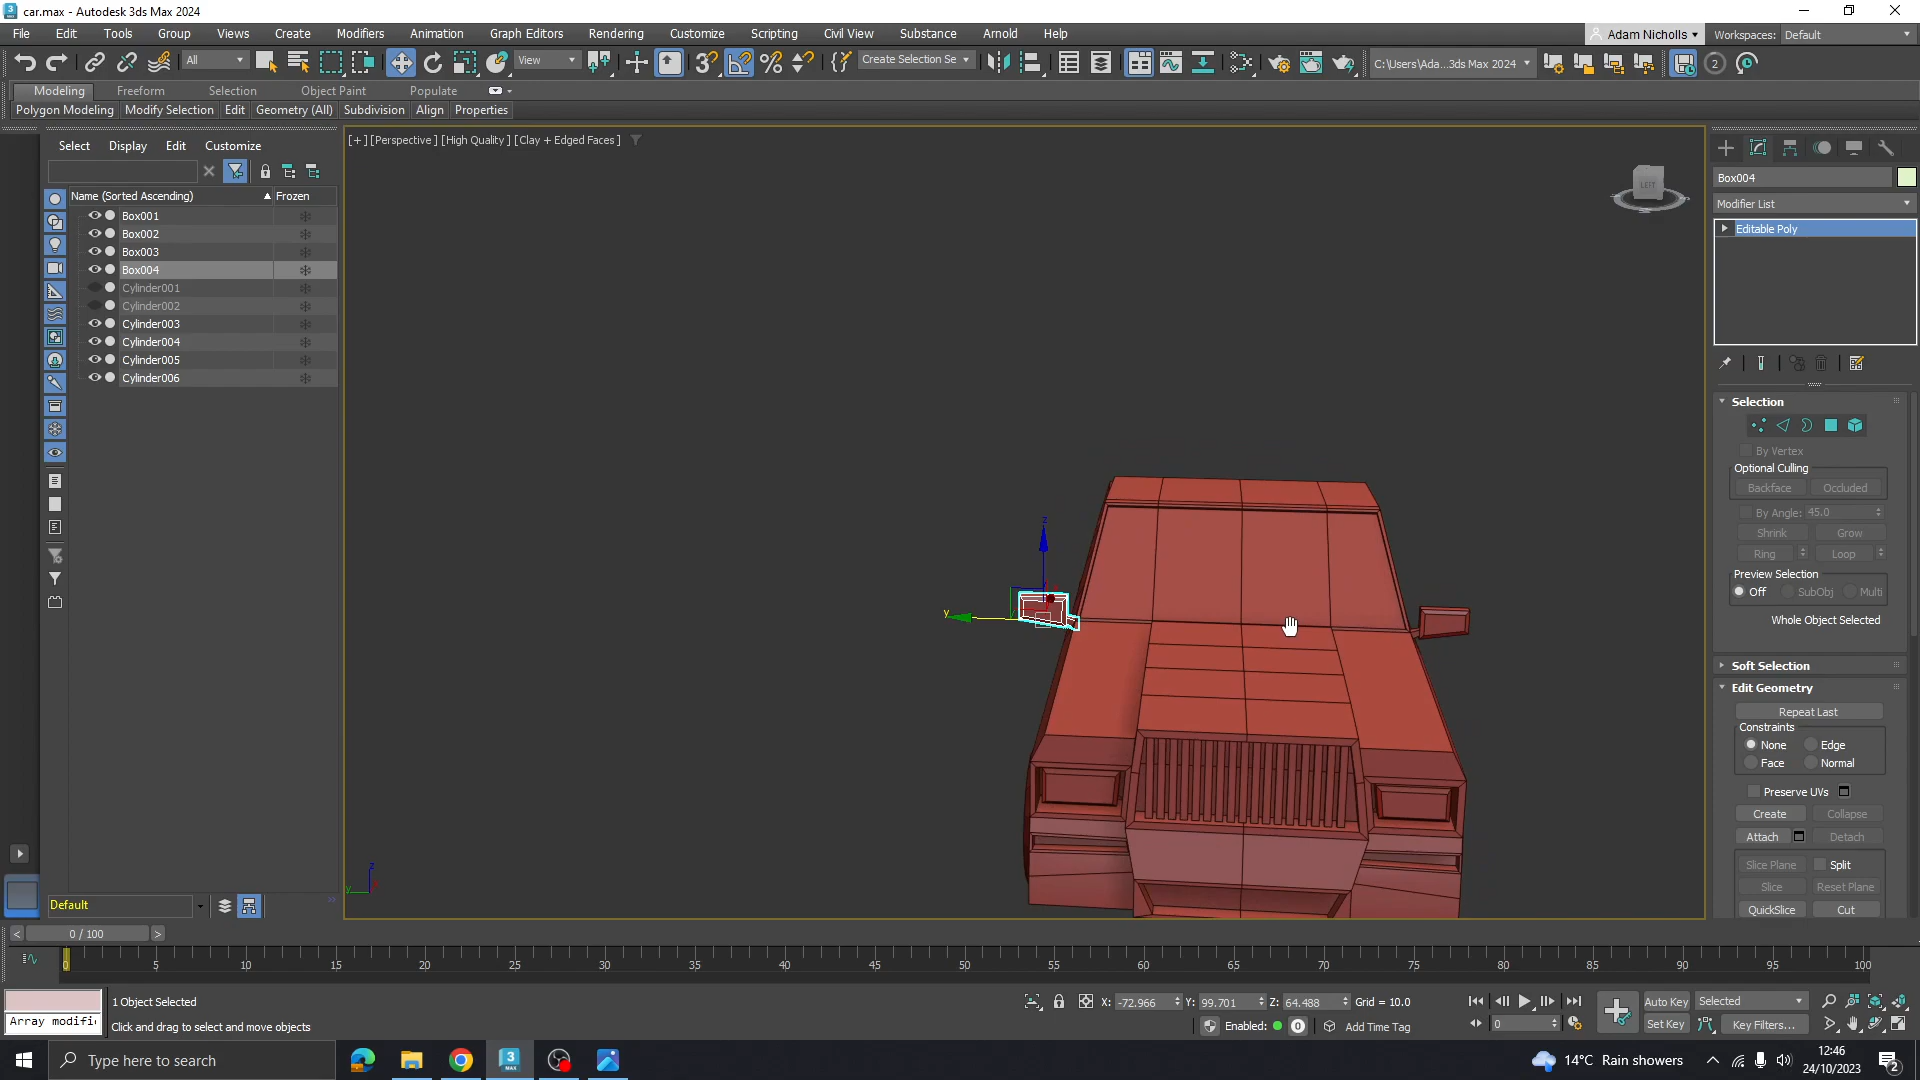 car.max - Autodesk 3ds Max 2024
File Edit Tools Group Views Create Modifiers Animation Graph Editors Rendering Customize Scripting Civil View Substance Arnold Help
Adam Nicholls Workspaces: Default
All View Create Selection Se C:\Users\Ada...3ds Max 2024 2
Modeling Freeform Selection Object Paint Populate
Polygon Modeling Modify Selection Edit Geometry (All) Subdivision Align Properties
Select Display Edit Customize
[+] [Perspective ] [High Quality ] [Clay + Edged Faces ]
Name (Sorted Ascending) Frozen
Box001
Box002
Box003
Box004
Cylinder001
Cylinder002
Cylinder003
Cylinder004
Cylinder005
Cylinder006
LEFT
z
y
z
y
Box004
Modifier List
Editable Poly
Selection
By Vertex
Optional Culling
Backface Occluded
By Angle: 45.0
Shrink Grow
Ring Loop
Preview Selection
Off SubObj Multi
Whole Object Selected
Soft Selection
Edit Geometry
Repeat Last
Constraints
None Edge
Face Normal
Preserve UVs
Create Collapse
Attach Detach
Slice Plane Split
Slice Reset Plane
QuickSlice Cut
Default
< 0 / 100 >
0 5 10 15 20 25 30 35 40 45 50 55 60 65 70 75 80 85 90 95 100
1 Object Selected X: -72.966 Y: 99.701 Z: 64.488 Grid = 10.0 Auto Key Selected
Array modifi Click and drag to select and move objects Enabled: 0 Add Time Tag 0 Set Key Key Filters...
Type here to search 3 MAX 14°C Rain showers 12:46
24/10/2023 2